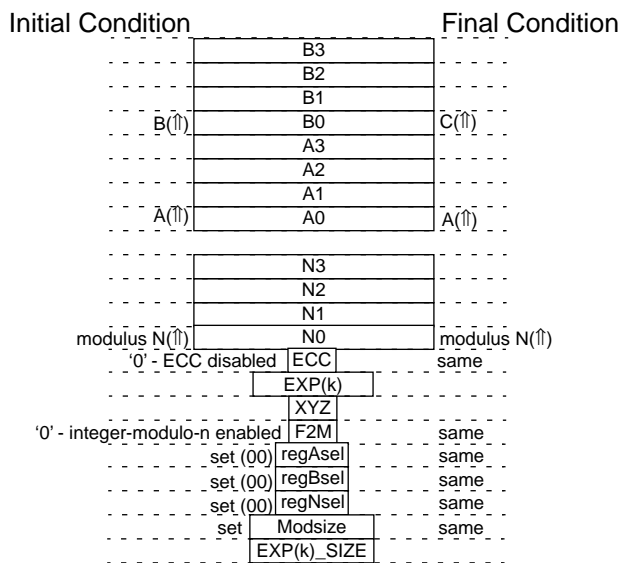 Initial Condition Final Condition
B3
B2
B1
B(⇑) B0 C(⇑)
A3
A2
A1
A(⇑) A0 A(⇑)
N3
N2
N1
modulus N(⇑) N0 modulus N(⇑)
‘0’ - ECC disabled ECC same
EXP(k)
XYZ
‘0’ - integer-modulo-n enabled F2M same
set (00) regAsel same
set (00) regBsel same
set (00) regNsel same
set Modsize same
EXP(k)_SIZE